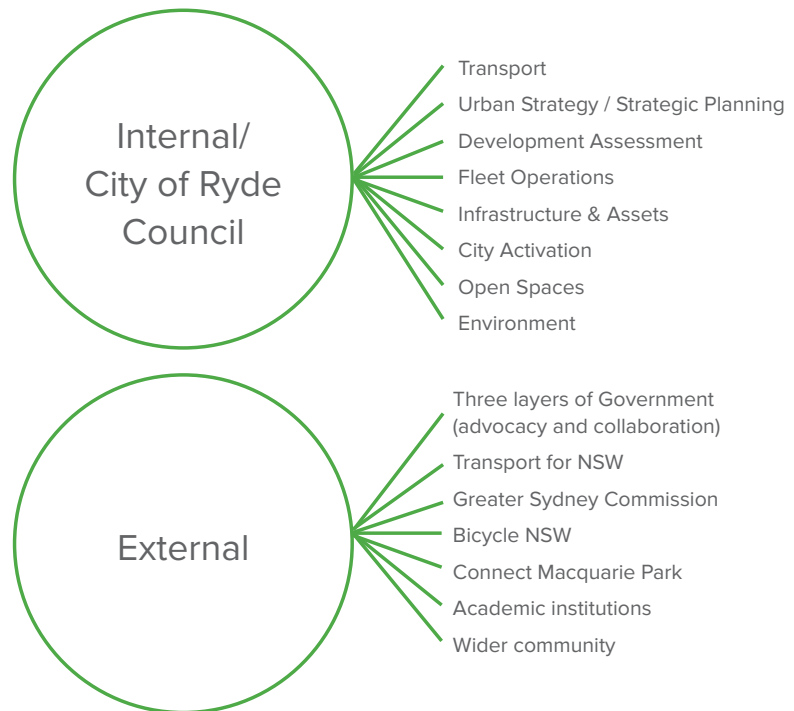 Internal/
City of Ryde
Council
Transport
Urban Strategy / Strategic Planning
Development Assessment
Fleet Operations
Infrastructure & Assets
City Activation
Open Spaces
Environment
External
Three layers of Government
(advocacy and collaboration)
Transport for NSW
Greater Sydney Commission
Bicycle NSW
Connect Macquarie Park
Academic institutions
Wider community